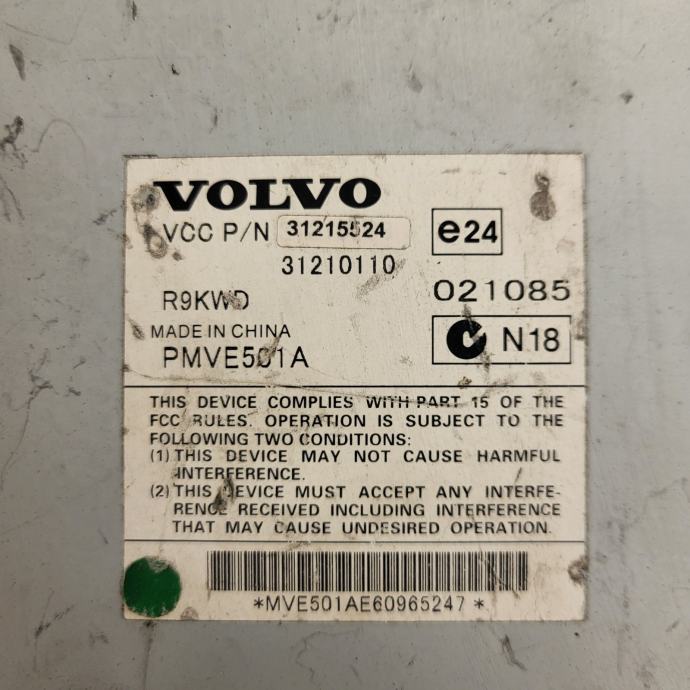 VOLVO
VCC P/N 31215524
e24
31210110
R9KWD
021085
MADE IN CHINA
N18
PMVE501A
THIS DEVICE COMPLIES WITH PART 15 OF THE
FCC RULES. OPERATION IS SUBJECT TO THE
FOLLOWING TWO CONDITIONS:
(1) THIS DEVICE MAY NOT CAUSE HARMFUL
INTERFERENCE.
(2) THIS DEVICE MUST ACCEPT ANY INTERFE-
RENCE RECEIVED INCLUDING INTERFERENCE
THAT MAY CAUSE UNDESIRED OPERATION.
*MVE501AE60965247*